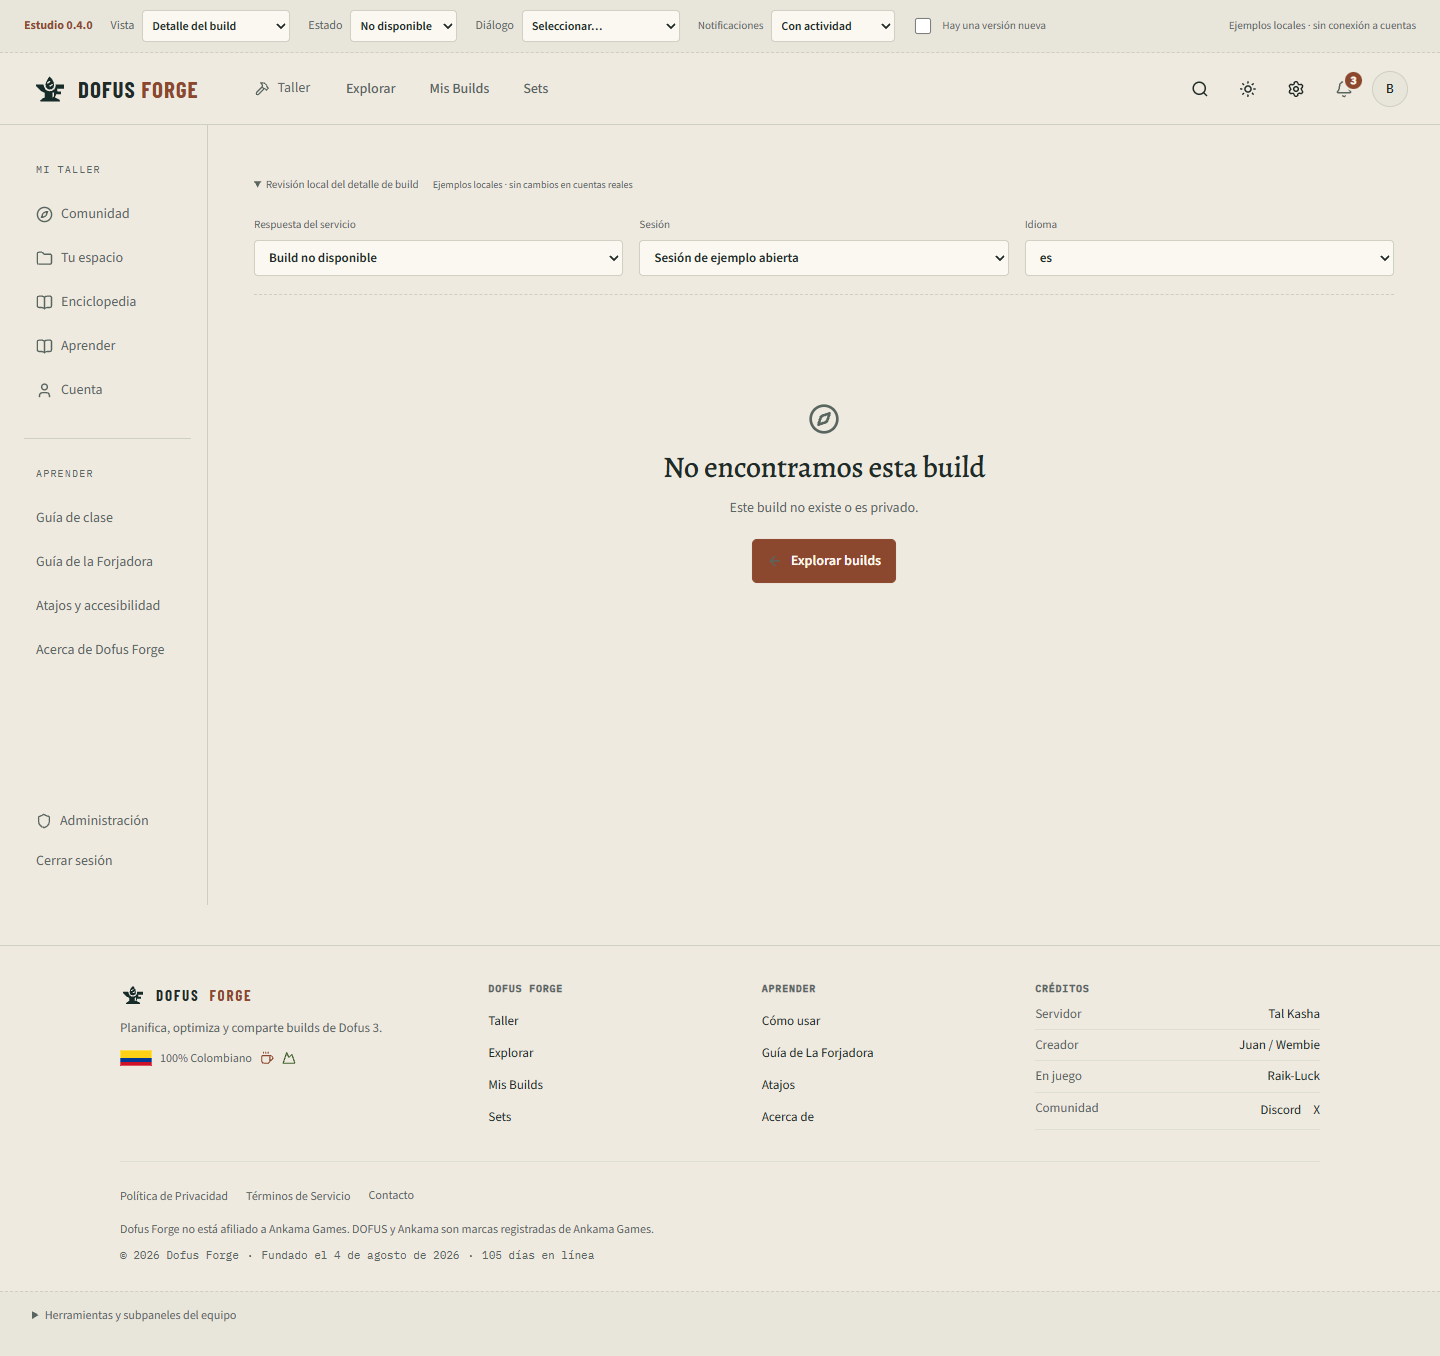 Estudio 0.4.0 Vista Detalle del build Estado No disponible Diálogo Seleccionar... Notificaciones Con actividad Hay una versión nueva Ejemplos locales · sin conexión a cuentas
DOFUS FORGE Taller Explorar Mis Builds Sets 3 B
MI TALLER
Comunidad
Tu espacio
Enciclopedia
Aprender
Cuenta
APRENDER
Guía de clase
Guía de la Forjadora
Atajos y accesibilidad
Acerca de Dofus Forge
Administración
Cerrar sesión
▼ Revisión local del detalle de build Ejemplos locales · sin cambios en cuentas reales
Respuesta del servicio Sesión Idioma
Build no disponible Sesión de ejemplo abierta es
No encontramos esta build
Este build no existe o es privado.
← Explorar builds
DOFUS FORGE
Planifica, optimiza y comparte builds de Dofus 3.
100% Colombiano
DOFUS FORGE
Taller
Explorar
Mis Builds
Sets
APRENDER
Cómo usar
Guía de La Forjadora
Atajos
Acerca de
CRÉDITOS
Servidor Tal Kasha
Creador Juan / Wembie
En juego Raik-Luck
Comunidad Discord X
Política de Privacidad Términos de Servicio Contacto
Dofus Forge no está afiliado a Ankama Games. DOFUS y Ankama son marcas registradas de Ankama Games.
© 2026 Dofus Forge · Fundado el 4 de agosto de 2026 · 105 días en línea
▶ Herramientas y subpaneles del equipo